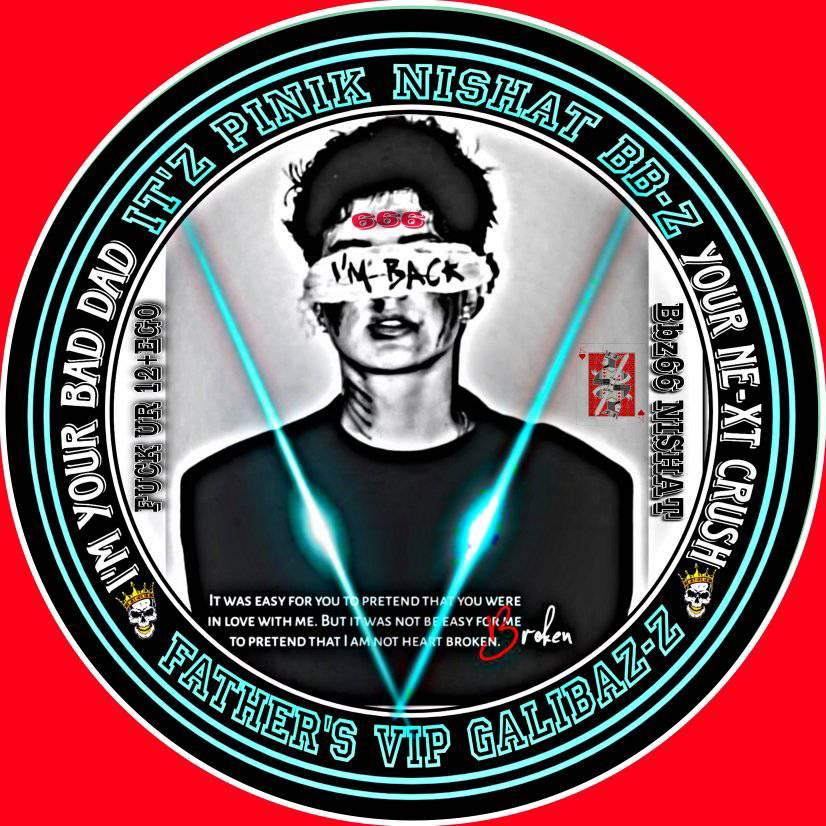 IT'Z PINIK NISHAT BB-Z
I'M YOUR BAD DAD
YOUR NE-XT CRUSH
FUCK UR 12+EGO
Bbz66 NISHAT
666
I'M BACK
K
IT WAS EASY FOR YOU TO PRETEND THAT YOU WERE
IN LOVE WITH ME. BUT IT WAS NOT BE EASY FOR ME
TO PRETEND THAT I AM NOT HEART BROKEN.
Broken
FATHER'S VIP GALIBAZ-Z